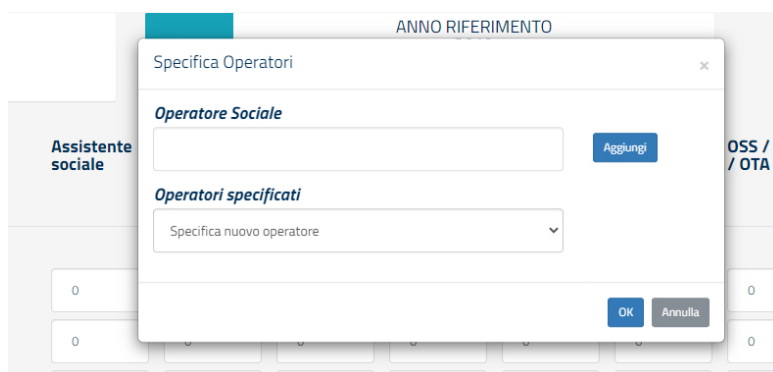 ANNO RIFERIMENTO
Specifica Operatori
×
Operatore Sociale
Assistente
sociale
Aggiungi
OSS /
/ OTA
Operatori specificati
Specifica nuovo operatore
0
0
OK
Annulla
0
0